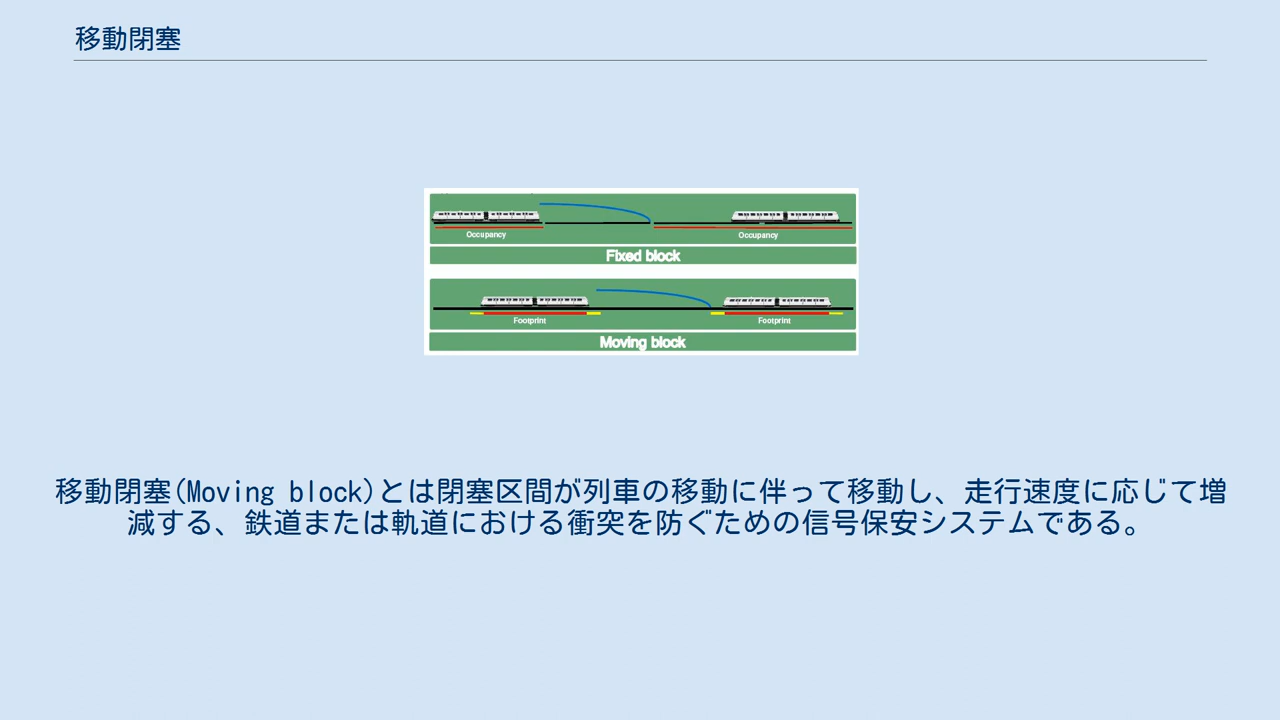 移動閉塞
Occupancy
Occupancy
Fixed block
Footprint
Footprint
Moving block
移動閉塞(Moving block)とは閉塞区間が列車の移動に伴って移動し、走行速度に応じて増
減する、鉄道または軌道における衝突を防ぐための信号保安システムである。